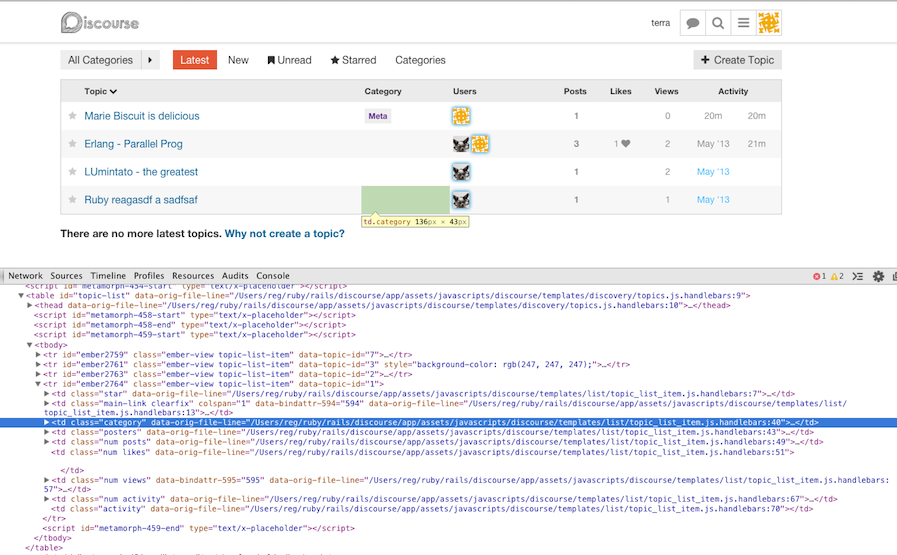 Discourse
terra
All Categories Latest New Unread Starred Categories Create Topic
Topic Category Users Posts Likes Views Activity
Marie Biscuit is delicious Meta 1 0 20m 20m
Erlang - Parallel Prog 3 1 2 May '13 21m
LUmintato - the greatest 1 2 May '13
Ruby reagasdf a sadfsaf 1 1 May '13
td.category 136px × 43px
There are no more latest topics. Why not create a topic?
Network Sources Timeline Profiles Resources Audits Console 1 2
<script id="metamorph-454-start" type="text/x-placeholder"></script>
▼<table id="topic-list" data-orig-file-line="/Users/reg/ruby/rails/discourse/app/assets/javascripts/discourse/templates/discovery/topics.js.handlebars:9">
▶<thead data-orig-file-line="/Users/reg/ruby/rails/discourse/app/assets/javascripts/discourse/templates/discovery/topics.js.handlebars:10">…</thead>
<script id="metamorph-458-start" type="text/x-placeholder"></script>
<script id="metamorph-458-end" type="text/x-placeholder"></script>
<script id="metamorph-459-start" type="text/x-placeholder"></script>
▼<tbody>
▶<tr id="ember2759" class="ember-view topic-list-item" data-topic-id="7">…</tr>
▶<tr id="ember2761" class="ember-view topic-list-item" data-topic-id="3" style="background-color: rgb(247, 247, 247);">…</tr>
▶<tr id="ember2763" class="ember-view topic-list-item" data-topic-id="2">…</tr>
▼<tr id="ember2764" class="ember-view topic-list-item" data-topic-id="1">
▶<td class="star" data-orig-file-line="/Users/reg/ruby/rails/discourse/app/assets/javascripts/discourse/templates/list/topic_list_item.js.handlebars:7">…</td>
▶<td class="main-link clearfix" colspan="1" data-bindattr-594="594" data-orig-file-line="/Users/reg/ruby/rails/discourse/app/assets/javascripts/discourse/templates/list/
topic_list_item.js.handlebars:13">…</td>
▶<td class="category" data-orig-file-line="/Users/reg/ruby/rails/discourse/app/assets/javascripts/discourse/templates/list/topic_list_item.js.handlebars:40">…</td>
▶<td class="posters" data-orig-file-line="/Users/reg/ruby/rails/discourse/app/assets/javascripts/discourse/templates/list/topic_list_item.js.handlebars:43">…</td>
▶<td class="num posts" data-orig-file-line="/Users/reg/ruby/rails/discourse/app/assets/javascripts/discourse/templates/list/topic_list_item.js.handlebars:49">…</td>
<td class="num likes" data-orig-file-line="/Users/reg/ruby/rails/discourse/app/assets/javascripts/discourse/templates/list/topic_list_item.js.handlebars:51">
</td>
▶<td class="num views" data-bindattr-595="595" data-orig-file-line="/Users/reg/ruby/rails/discourse/app/assets/javascripts/discourse/templates/list/topic_list_item.js.handlebars:
57">…</td>
▶<td class="num activity" data-orig-file-line="/Users/reg/ruby/rails/discourse/app/assets/javascripts/discourse/templates/list/topic_list_item.js.handlebars:67">…</td>
<td class="activity" data-orig-file-line="/Users/reg/ruby/rails/discourse/app/assets/javascripts/discourse/templates/list/topic_list_item.js.handlebars:70"></td>
</tr>
<script id="metamorph-459-end" type="text/x-placeholder"></script>
</tbody>
</table>